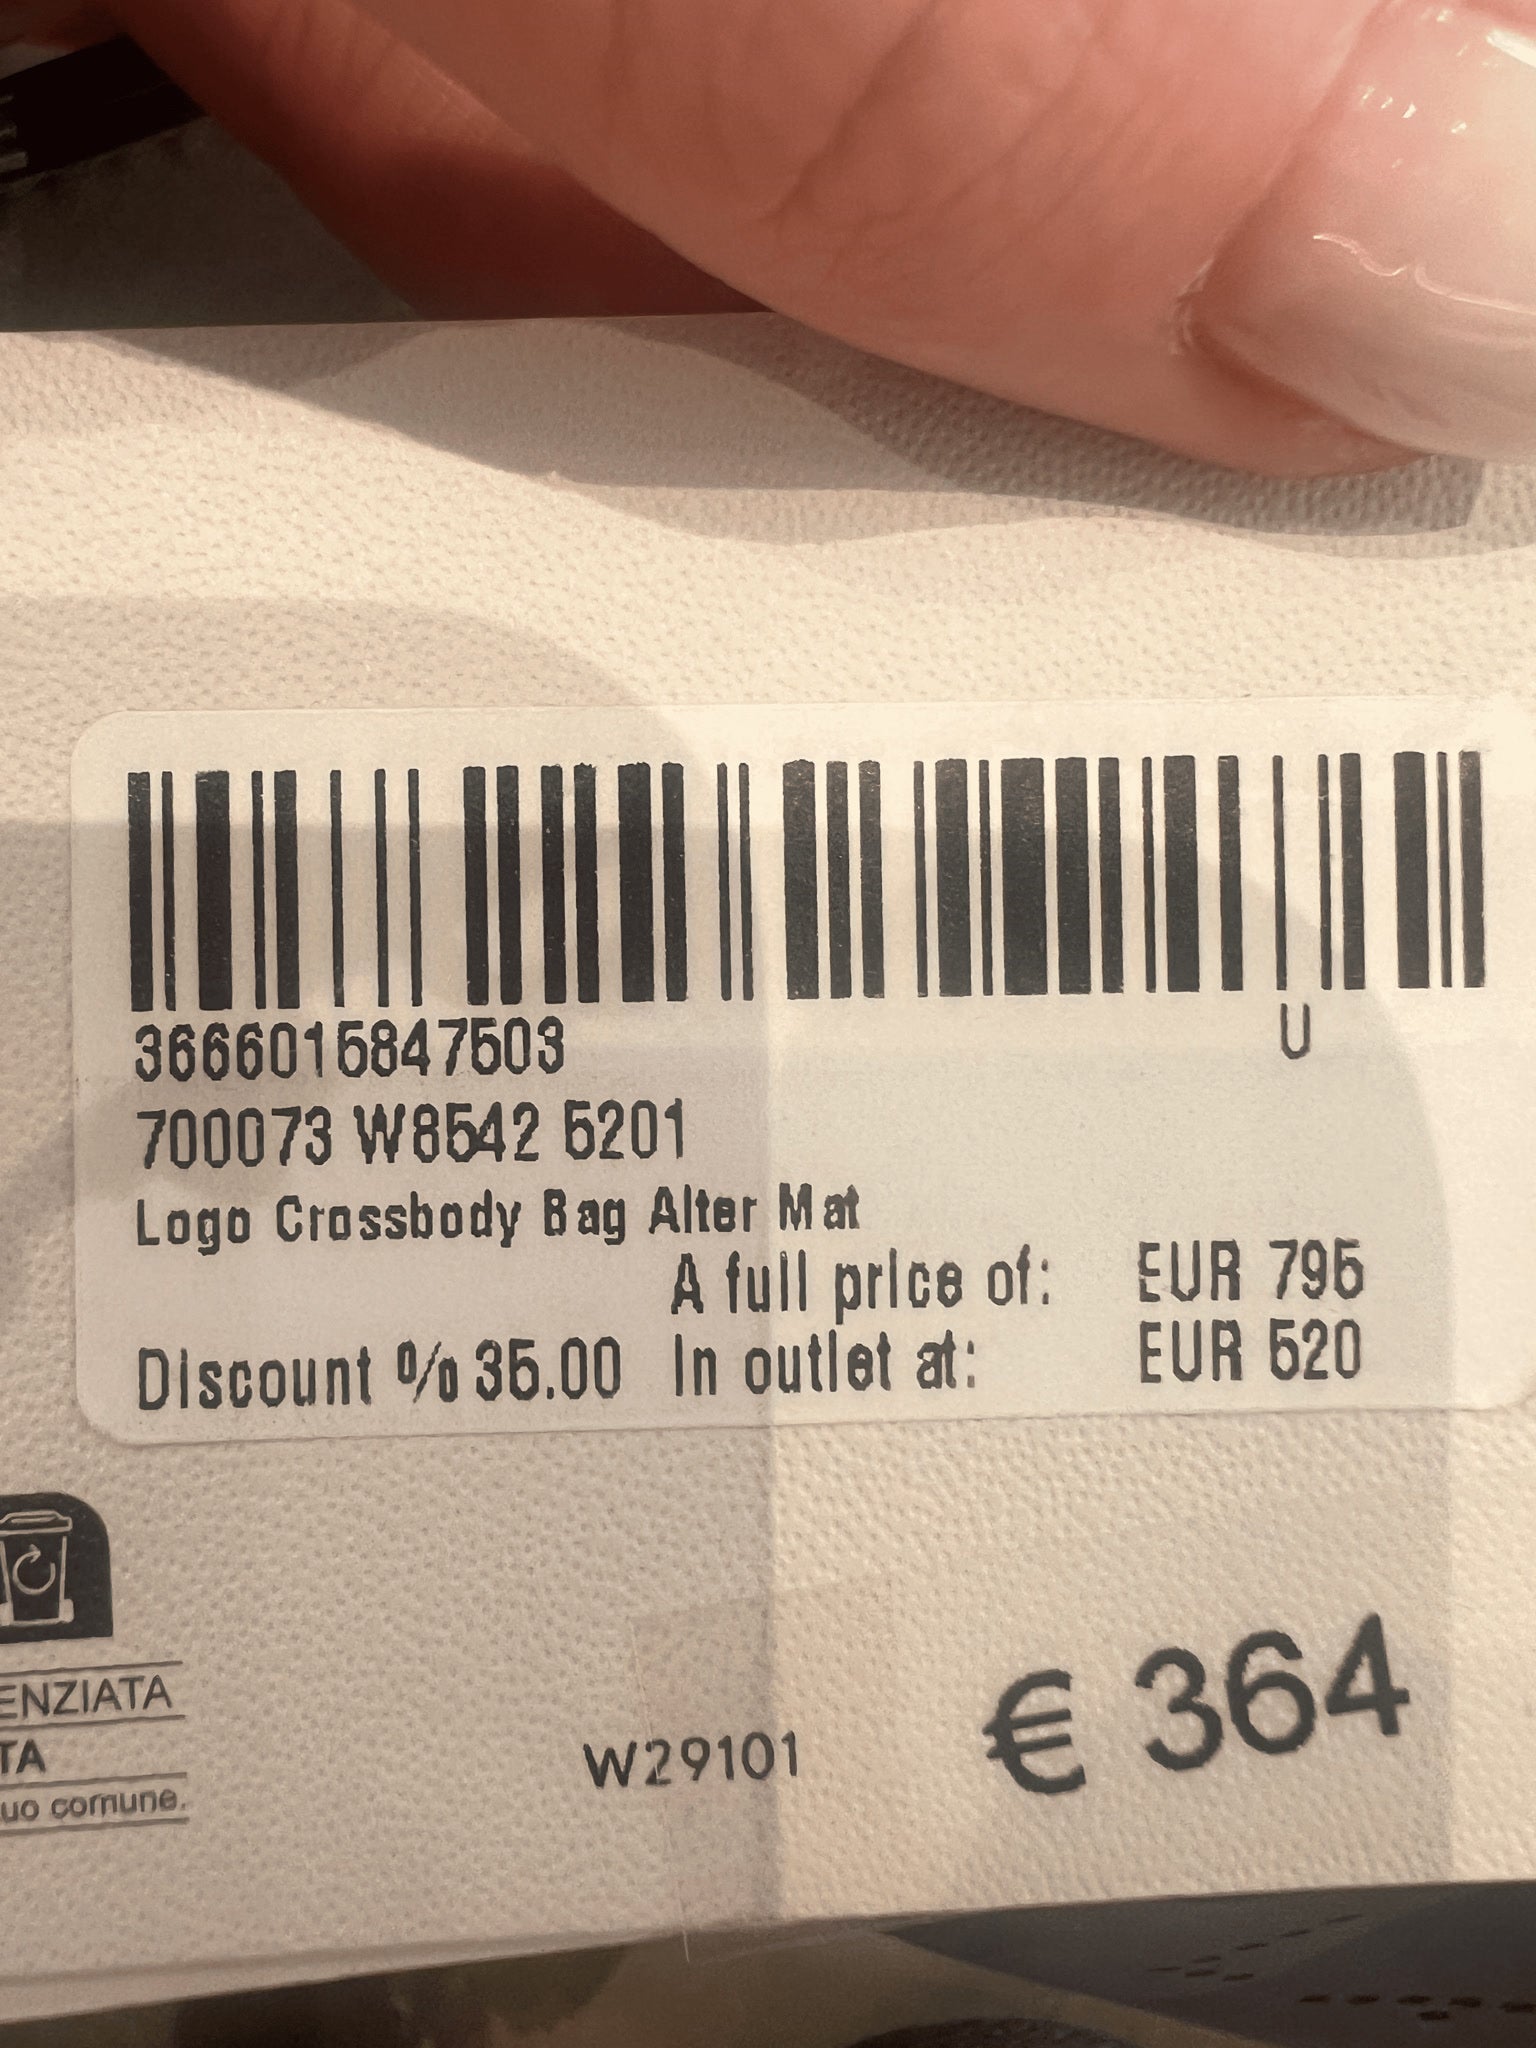 3666015847503
U
700073 W8542 5201
Logo Crossbody Bag Alter Mat
A full price of: EUR 795
Discount % 35.00 In outlet at: EUR 520
ENZIATA
TA
uo comune.
W29101
€ 364